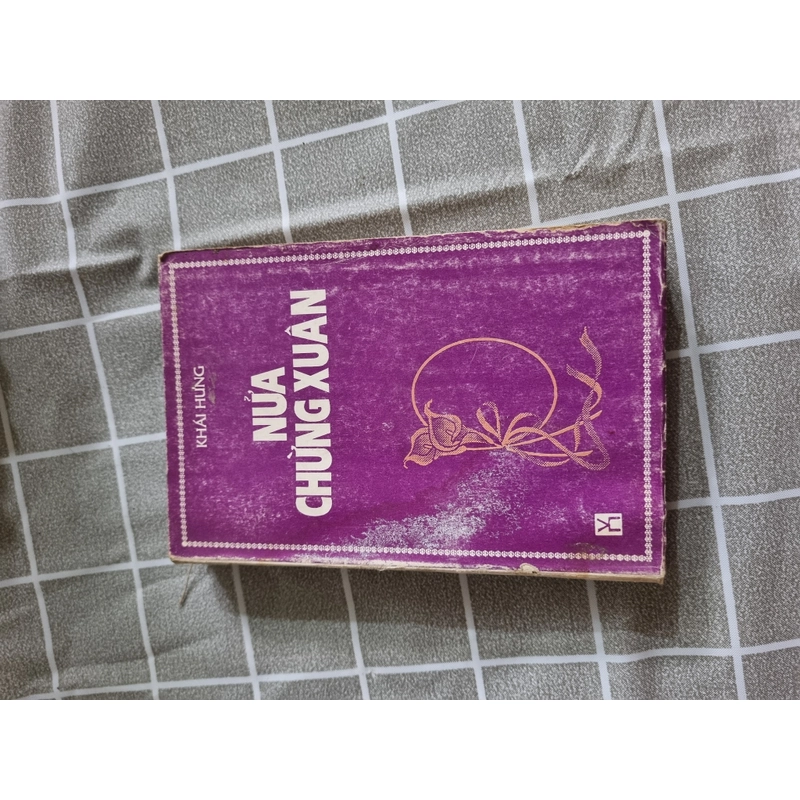 KHÁI HƯNG
NỬA
CHỪNG XUÂN